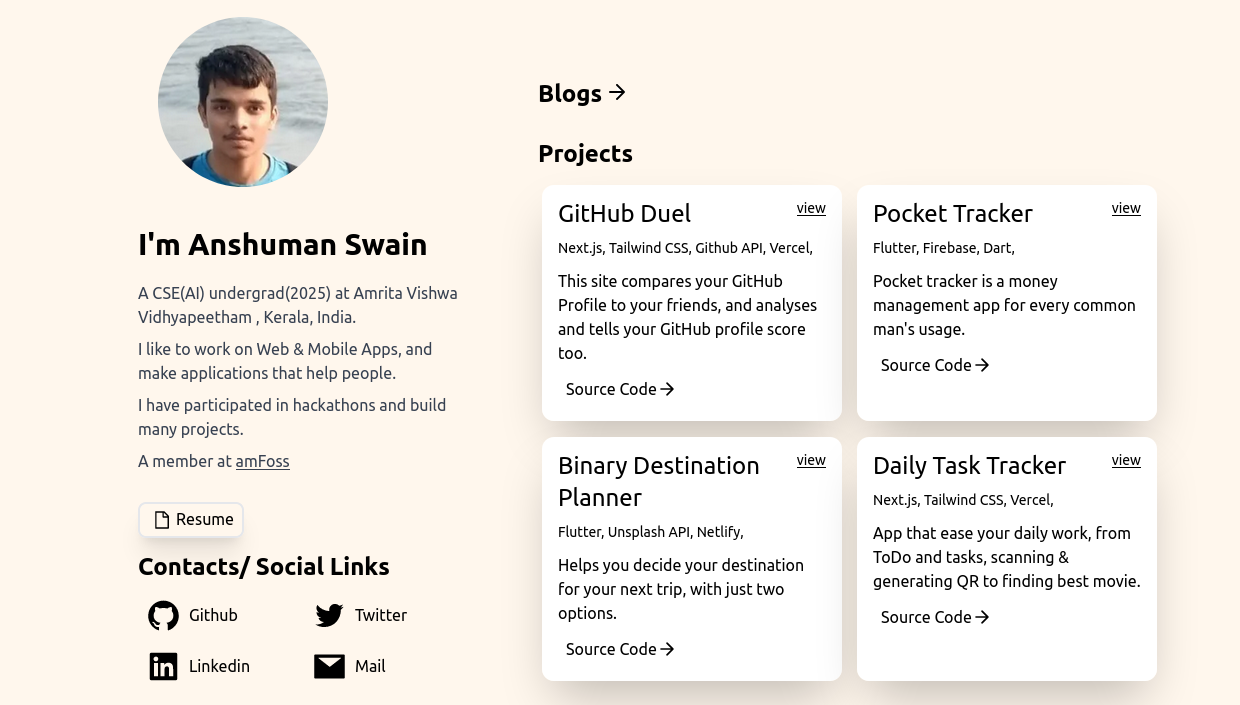 I'm Anshuman Swain
A CSE(AI) undergrad(2025) at Amrita Vishwa
Vidhyapeetham , Kerala, India.
I like to work on Web & Mobile Apps, and
make applications that help people.
I have participated in hackathons and build
many projects.
A member at amFoss
Resume
Contacts/ Social Links
Github
Twitter
Linkedin
Mail
Blogs
Projects
GitHub Duel
view
Next.js, Tailwind CSS, Github API, Vercel,
This site compares your GitHub
Profile to your friends, and analyses
and tells your GitHub profile score
too.
Source Code
Pocket Tracker
view
Flutter, Firebase, Dart,
Pocket tracker is a money
management app for every common
man's usage.
Source Code
Binary Destination
view
Planner
Flutter, Unsplash API, Netlify,
Helps you decide your destination
for your next trip, with just two
options.
Source Code
Daily Task Tracker
view
Next.js, Tailwind CSS, Vercel,
App that ease your daily work, from
ToDo and tasks, scanning &
generating QR to finding best movie.
Source Code